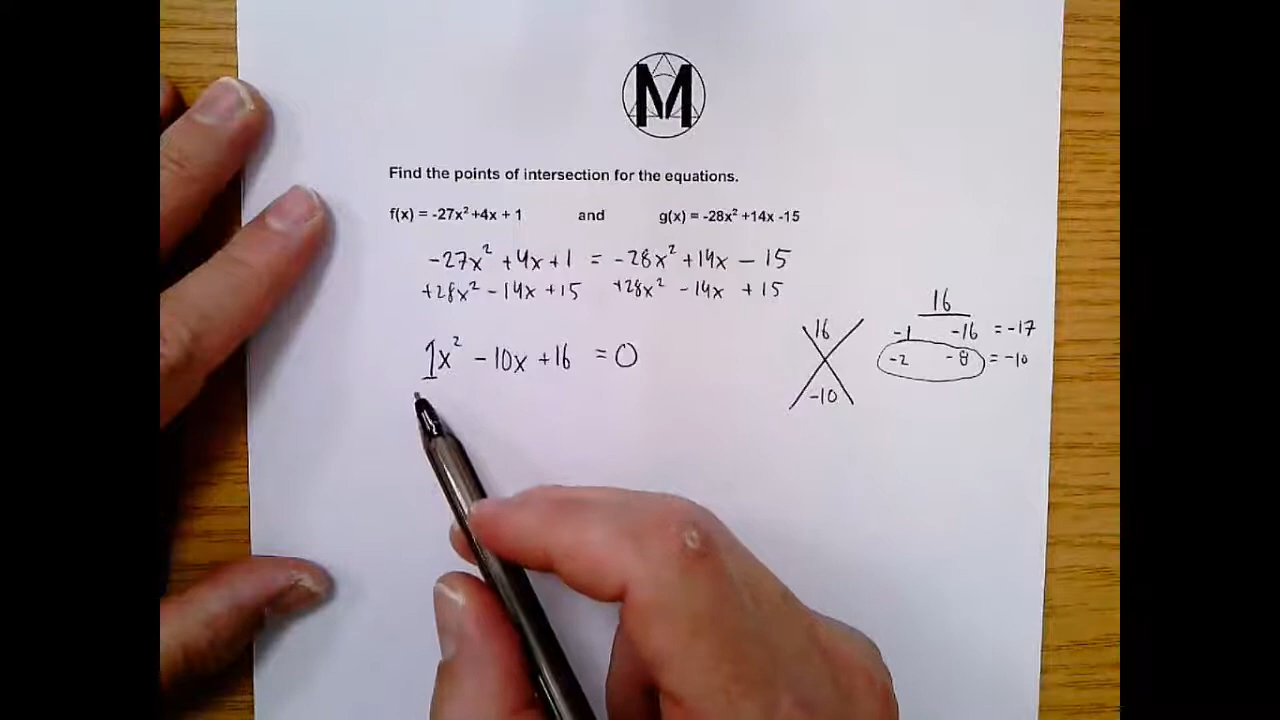 M
Find the points of intersection for the equations.
f(x) = -27x² +4x + 1 and g(x) = -28x² +14x -15
-27x² + 4x + 1 = -28x² + 14x - 15
+28x² - 14x + 15 +28x² - 14x + 15
1x² - 10x + 16 = 0
16
-10
16
-1 -16 = -17
-2 -8 = -10